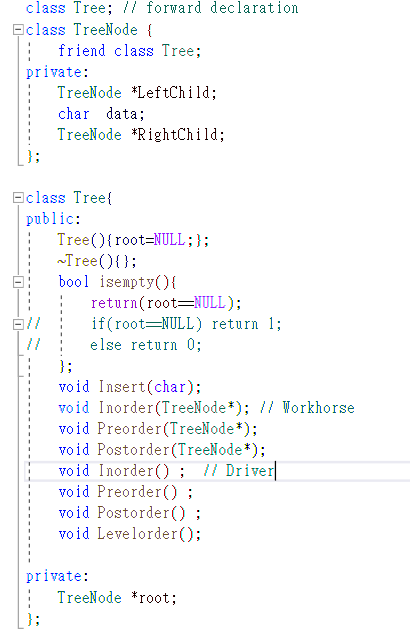 class Tree; // forward declaration
class TreeNode {
    friend class Tree;
private:
    TreeNode *LeftChild;
    char  data;
    TreeNode *RightChild;
};

class Tree{
public:
    Tree(){root=NULL;};
    ~Tree(){};
    bool isempty(){
        return(root==NULL);
//      if(root==NULL) return 1;
//      else return 0;
    };
    void Insert(char);
    void Inorder(TreeNode*); // Workhorse
    void Preorder(TreeNode*);
    void Postorder(TreeNode*);
    void Inorder() ;  // Driver
    void Preorder() ;
    void Postorder() ;
    void Levelorder();

private:
    TreeNode *root;
};